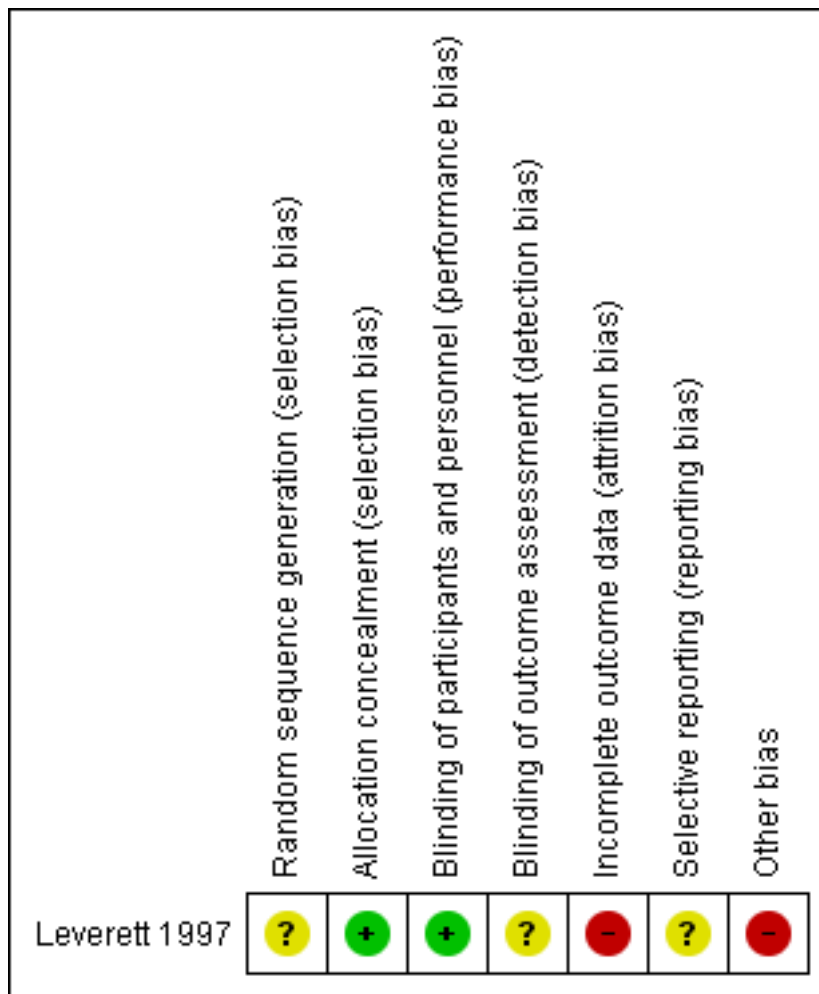 Random sequence generation (selection bias)
Allocation concealment (selection bias)
Blinding of participants and personnel (performance bias)
Blinding of outcome assessment (detection bias)
Incomplete outcome data (attrition bias)
Selective reporting (reporting bias)
Other bias
Leverett 1997 ? + + ? - ? -